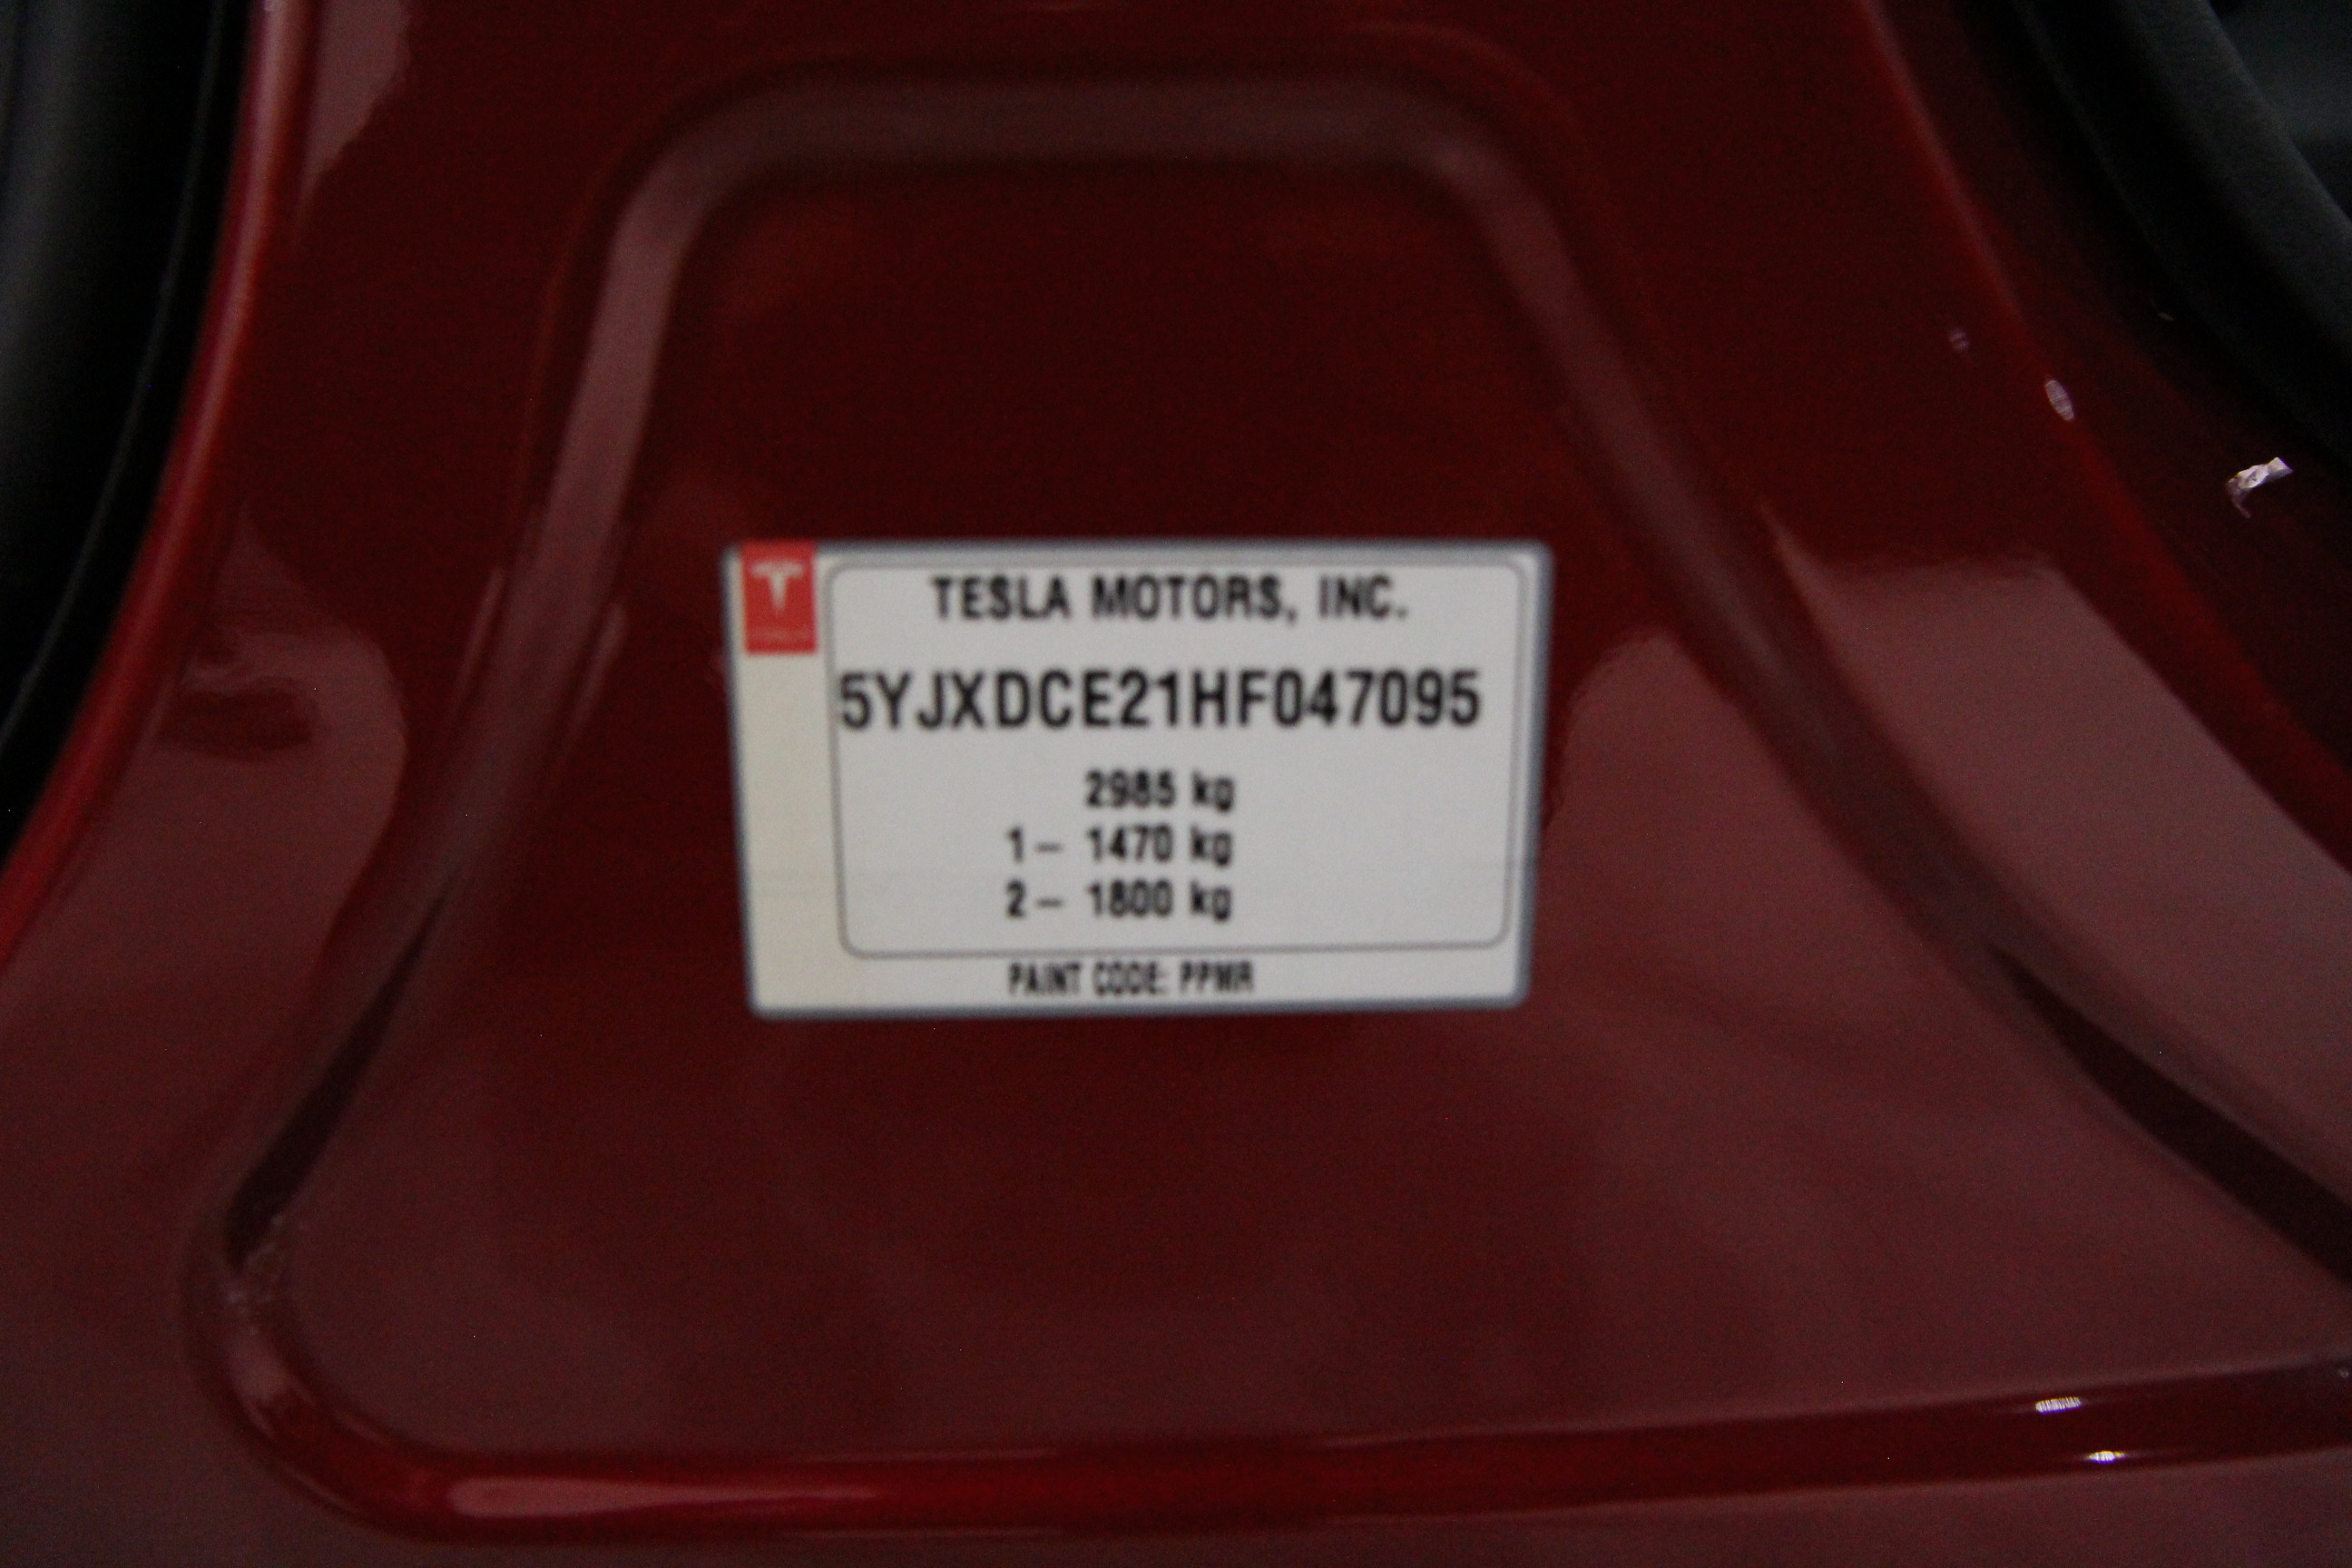 TESLA MOTORS, INC.
5YJXDCE21HF047095
2985 kg
1– 1470 kg
2– 1800 kg
PAINT CODE: PPMR